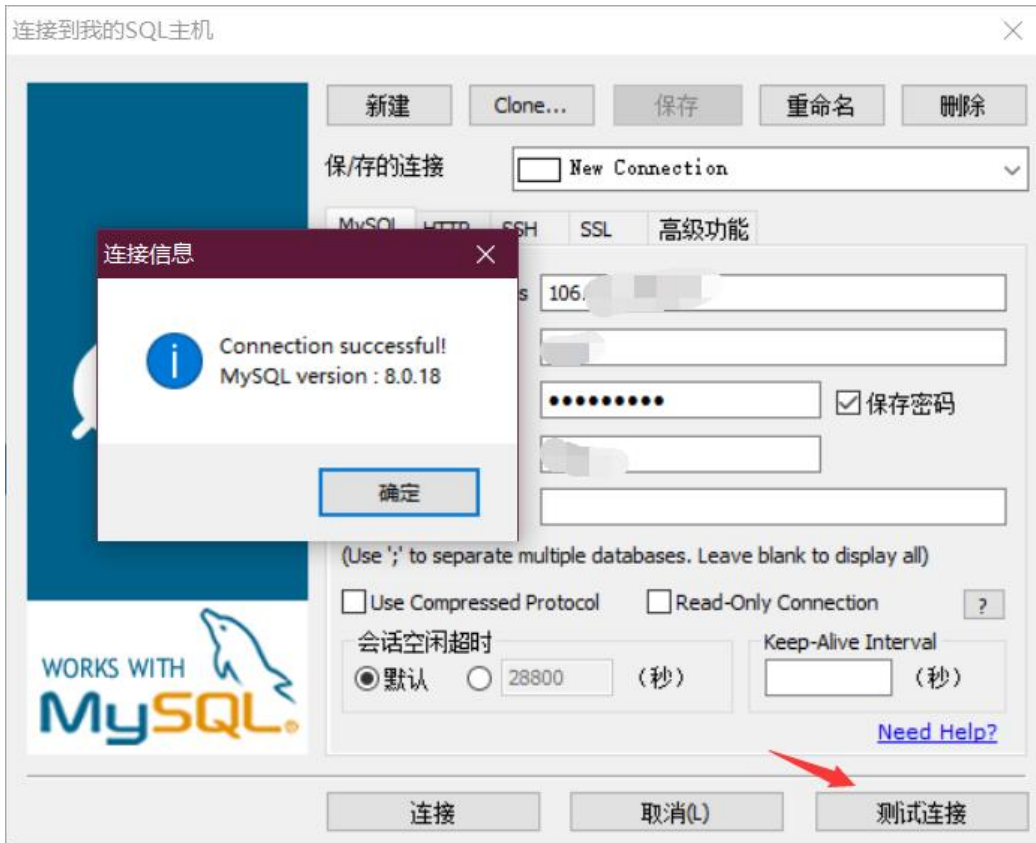 连接到我的SQL主机
新建 Clone... 保存 重命名 删除
保/存的连接 New Connection
MySQL HTTP SSH SSL 高级功能
连接信息
s 106.
Connection successful!
MySQL version : 8.0.18
●●●●●●●●● 保存密码
确定
(Use ';' to separate multiple databases. Leave blank to display all)
Use Compressed Protocol Read-Only Connection ?
会话空闲超时 Keep-Alive Interval
默认 28800 (秒) (秒)
WORKS WITH
MySQL®
Need Help?
连接 取消(L) 测试连接